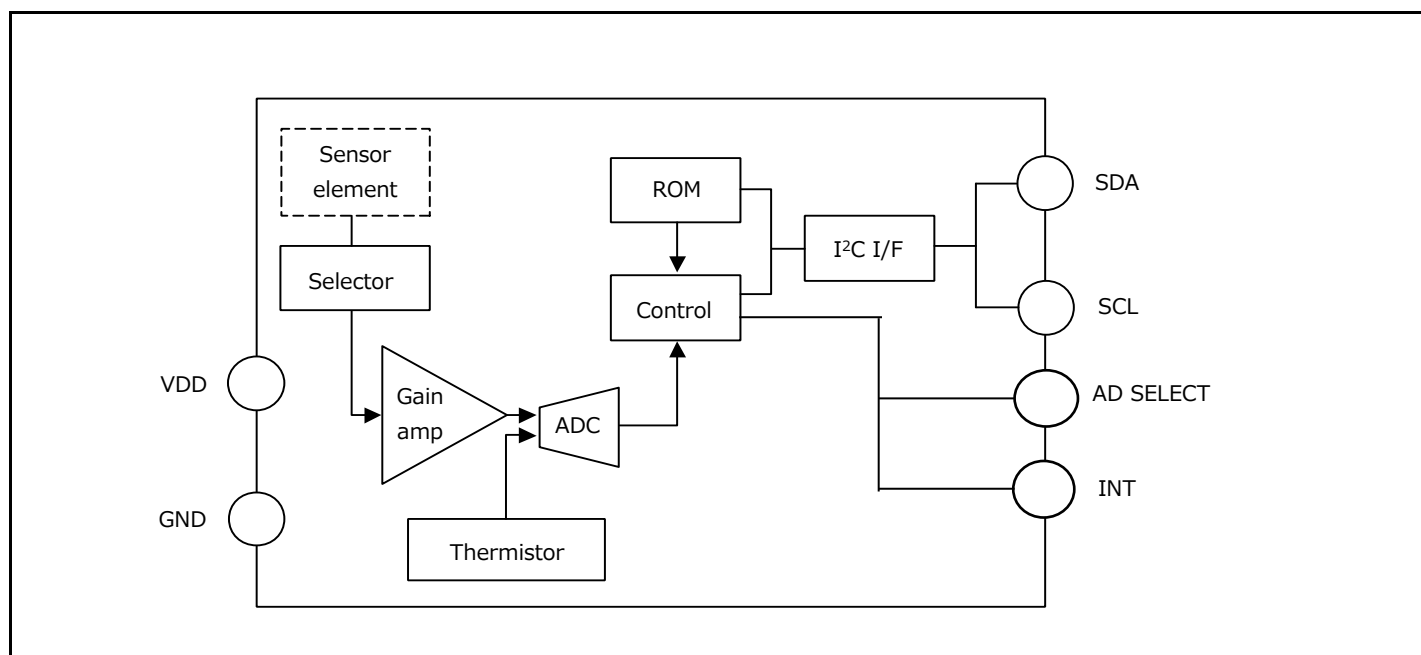 Sensor
element
ROM
SDA
I²C I/F
Selector
Control
SCL
VDD
Gain
amp
ADC
AD SELECT
INT
GND
Thermistor